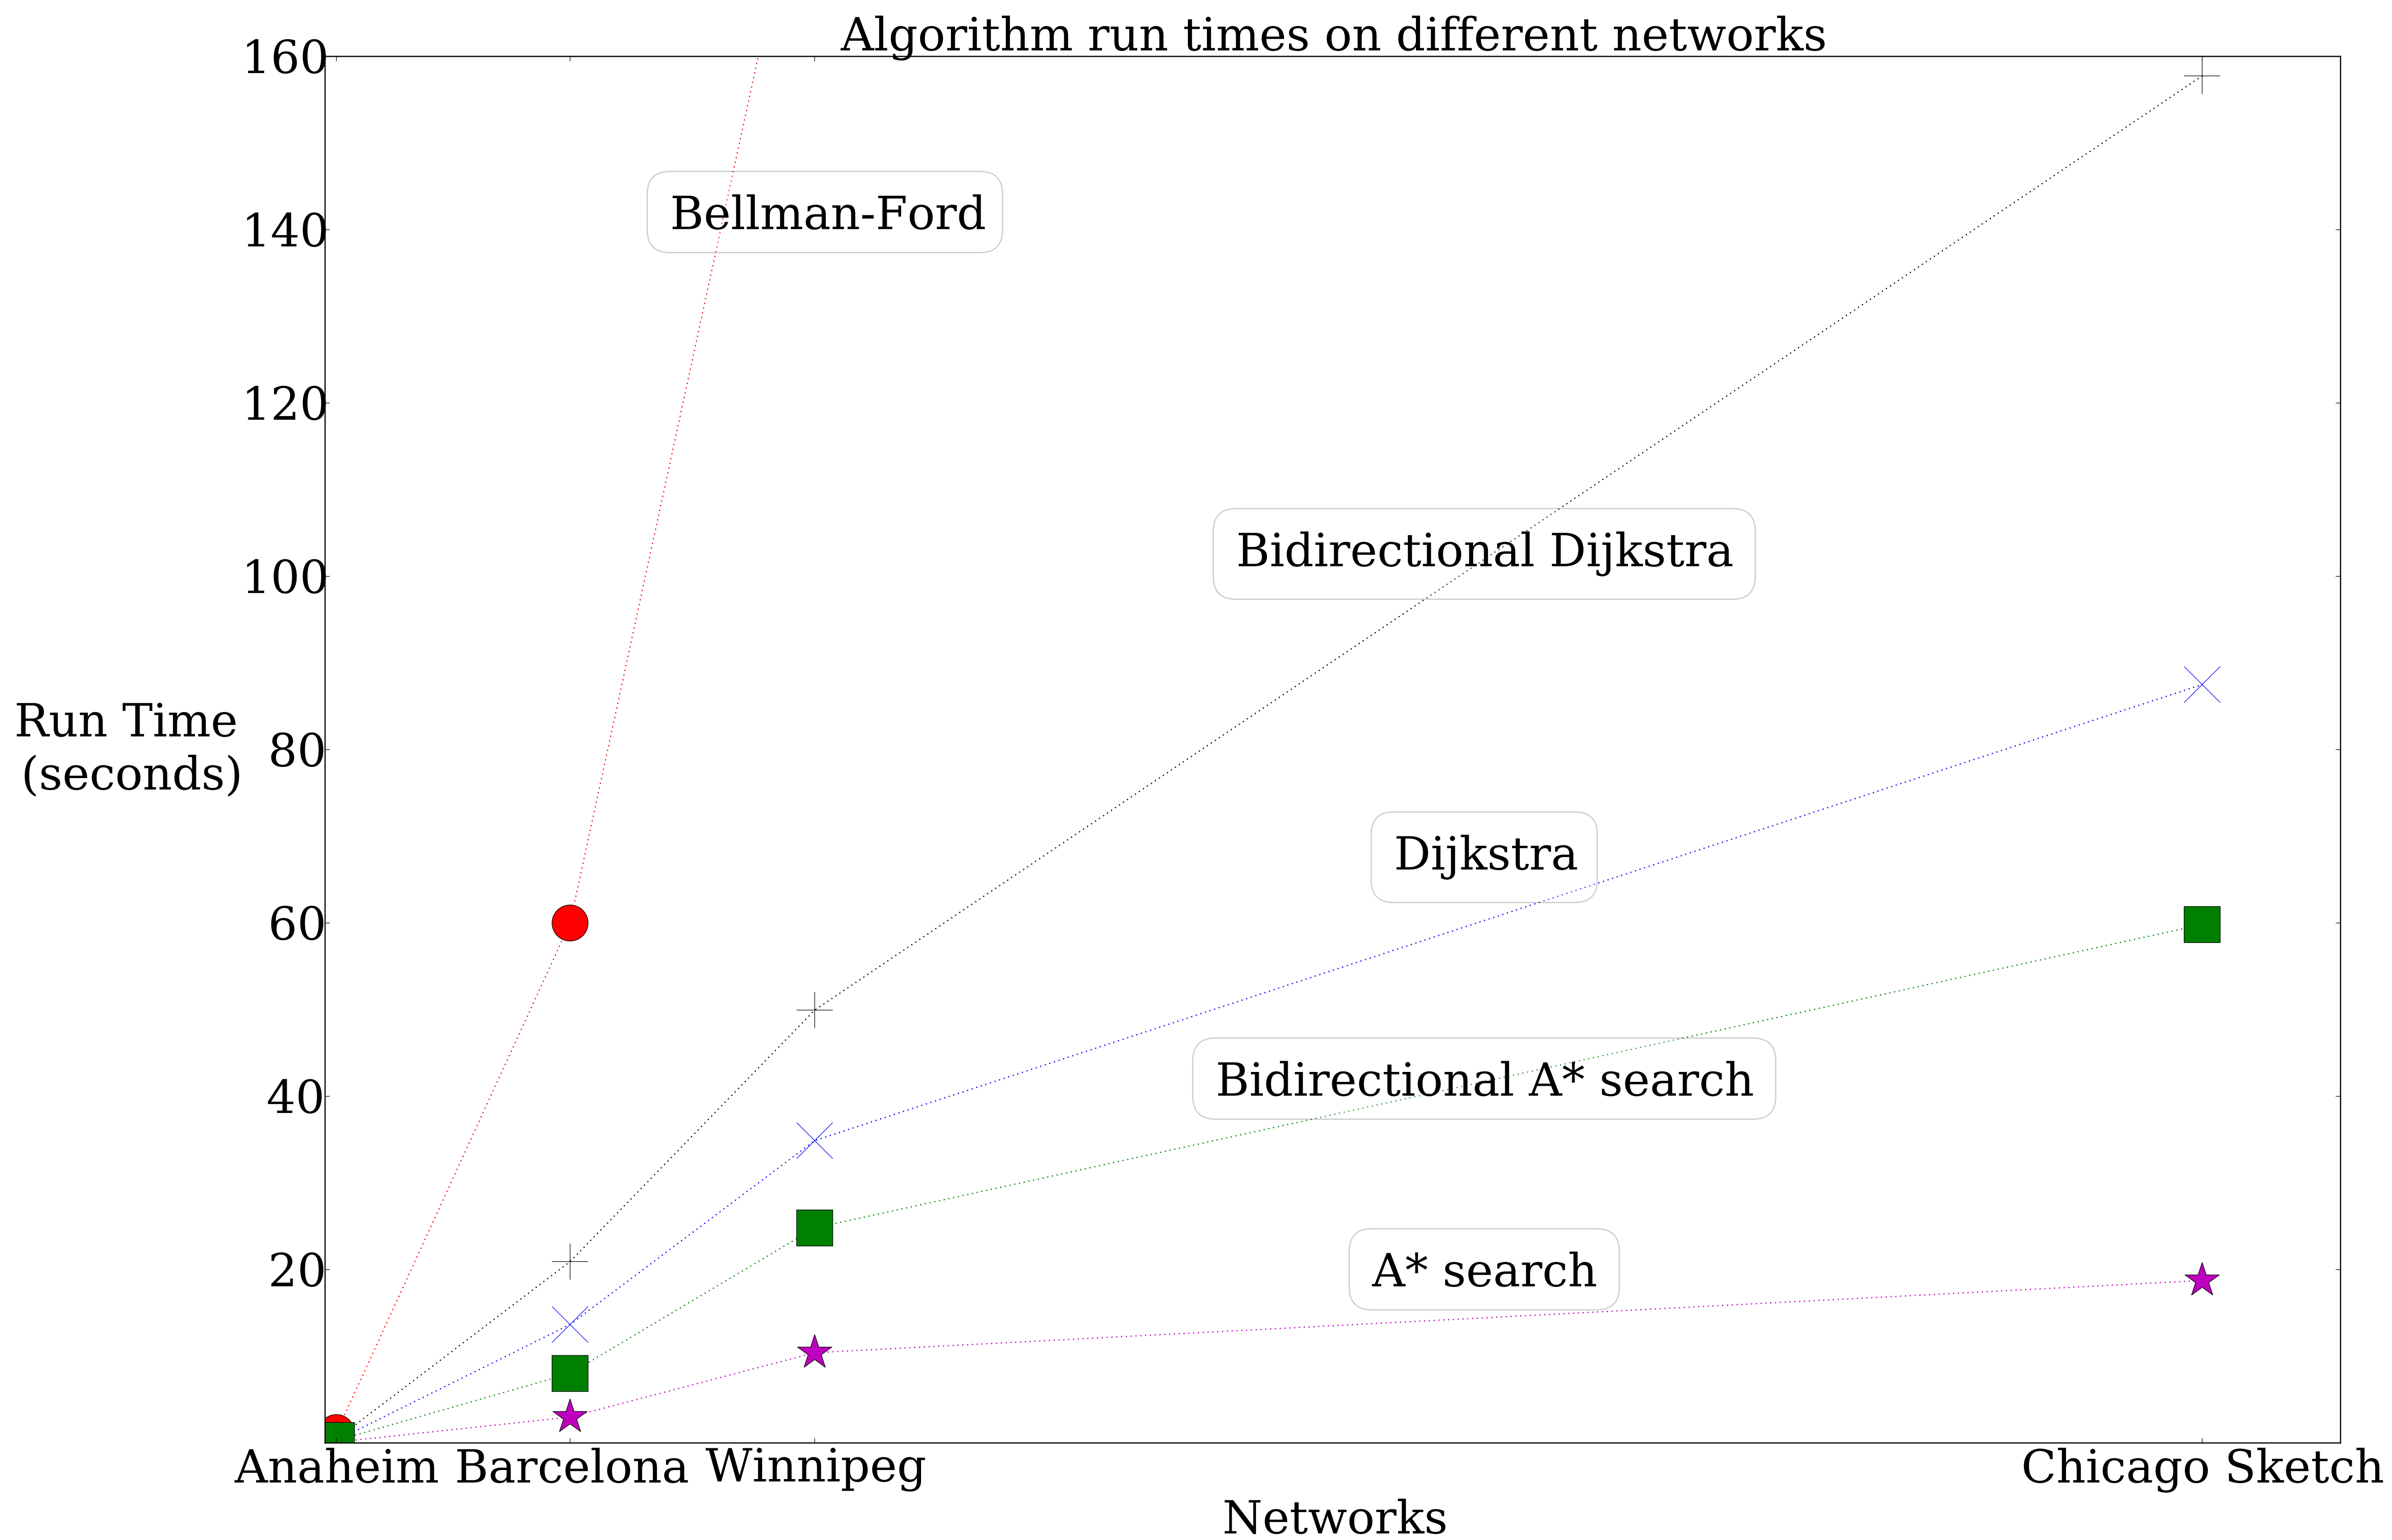 Algorithm run times on different networks
160
140
120
100
80
60
40
20
Run Time
(seconds)
Bellman-Ford
Bidirectional Dijkstra
Dijkstra
Bidirectional A* search
A* search
Anaheim Barcelona Winnipeg Chicago Sketch
Networks